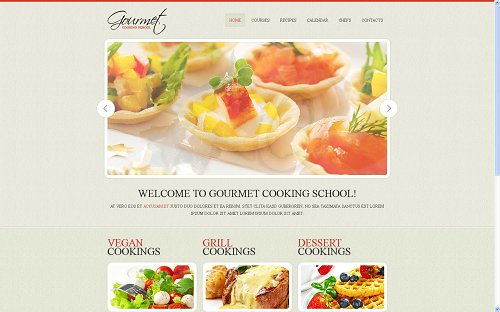 Gourmet
COOKING SCHOOL
HOME COURSES RECIPES CALENDAR CHEFS CONTACTS
WELCOME TO GOURMET COOKING SCHOOL!
AT VERO EOS ET ACCUSAM ET JUSTO DUO DOLORES ET EA REBUM. STET CLITA KASD GUBERGREN, NO SEA TAKIMATA SANCTUS EST LOREM
IPSUM DOLOR SIT AMET LOREM IPSUM DOLOR SIT AMET
VEGAN
COOKINGS
GRILL
COOKINGS
DESSERT
COOKINGS